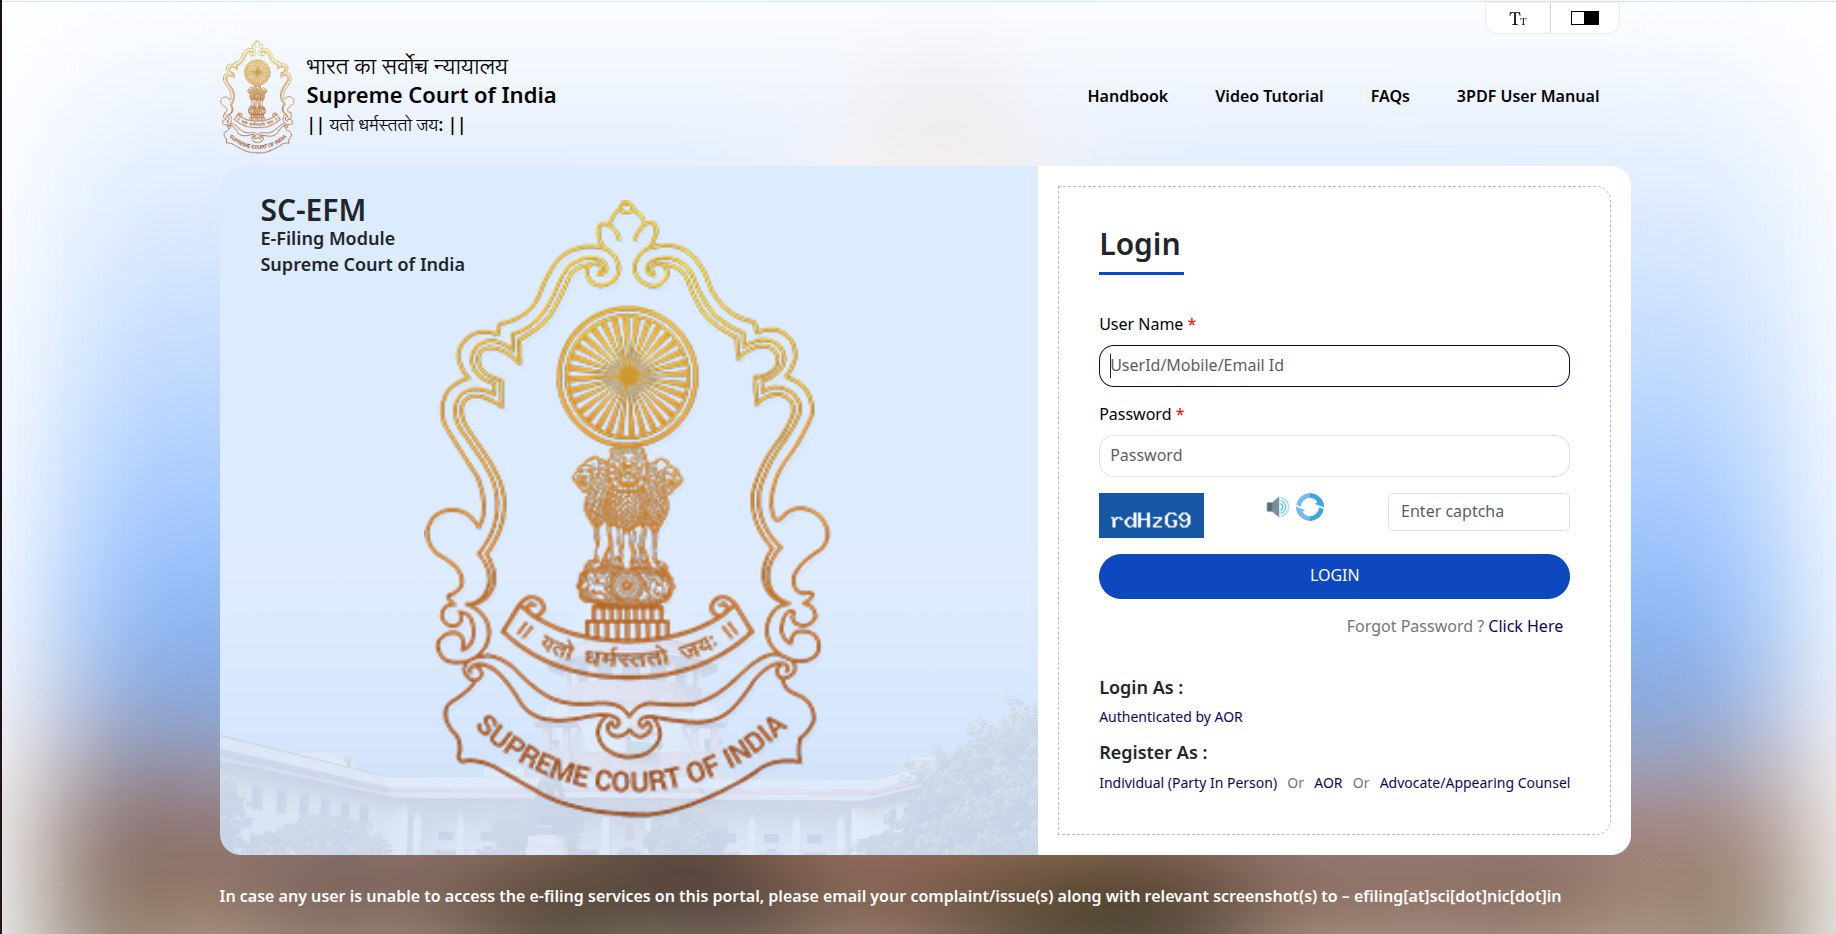 Tт
भारत का सर्वोच्च न्यायालय
Supreme Court of India
|| यतो धर्मस्ततो जय: ||
SUPREME COURT OF INDIA
Handbook Video Tutorial FAQs 3PDF User Manual
SC-EFM
E-Filing Module
Supreme Court of India
|| यतो धर्मस्ततो जयः ||
SUPREME COURT OF INDIA
Login
User Name *
UserId/Mobile/Email Id
Password *
Password
rdHzG9
Enter captcha
LOGIN
Forgot Password ? Click Here
Login As :
Authenticated by AOR
Register As :
Individual (Party In Person) Or AOR Or Advocate/Appearing Counsel
In case any user is unable to access the e-filing services on this portal, please email your complaint/issue(s) along with relevant screenshot(s) to – efiling[at]sci[dot]nic[dot]in